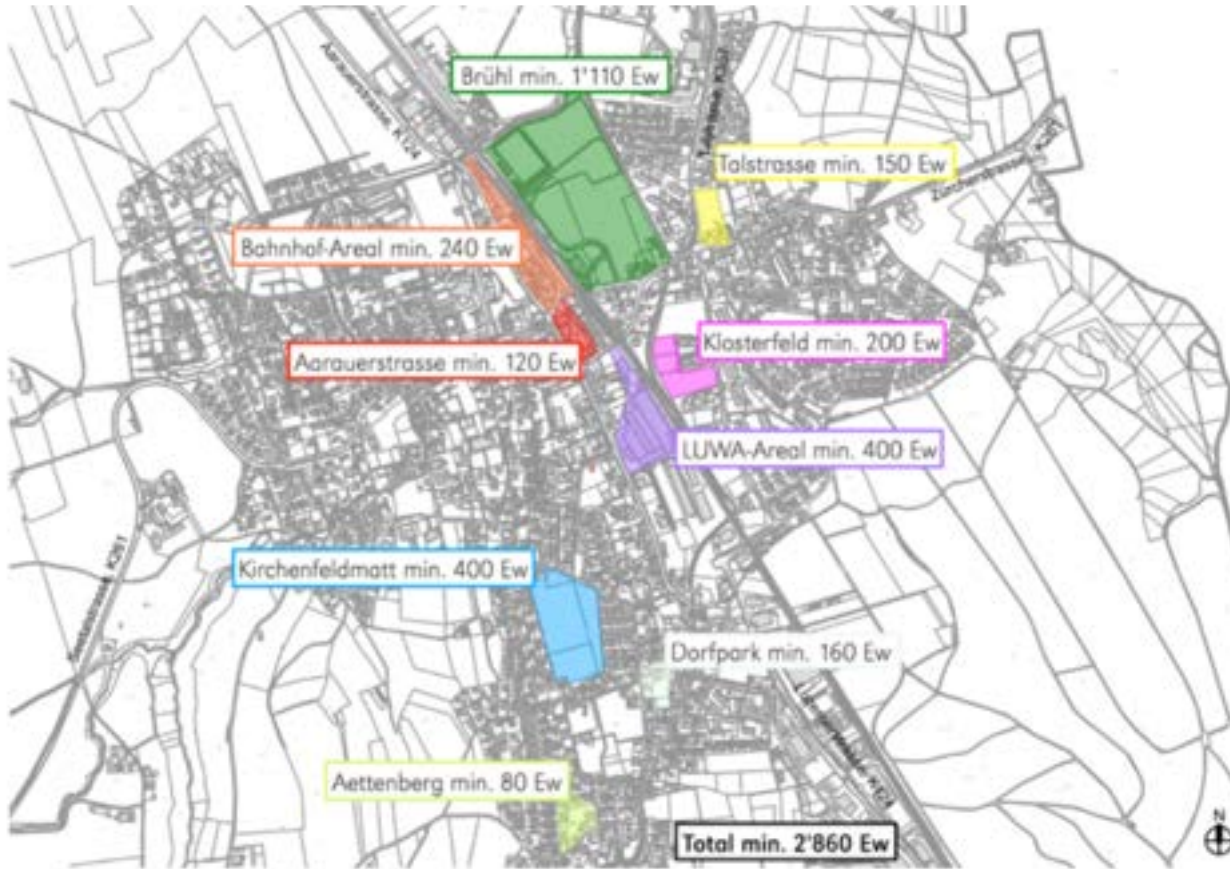 Aarauerstrasse, K124
Brühl min. 1'110 Ew
Talstrasse min. 150 Ew
Bahnhof-Areal min. 240 Ew
Klosterfeld min. 200 Ew
Aarauerstrasse min. 120 Ew
LUWA-Areal min. 400 Ew
Kirchenfeldmatt min. 400 Ew
Dorfpark min. 160 Ew
Aettenberg min. 80 Ew
Total min. 2'860 Ew
N